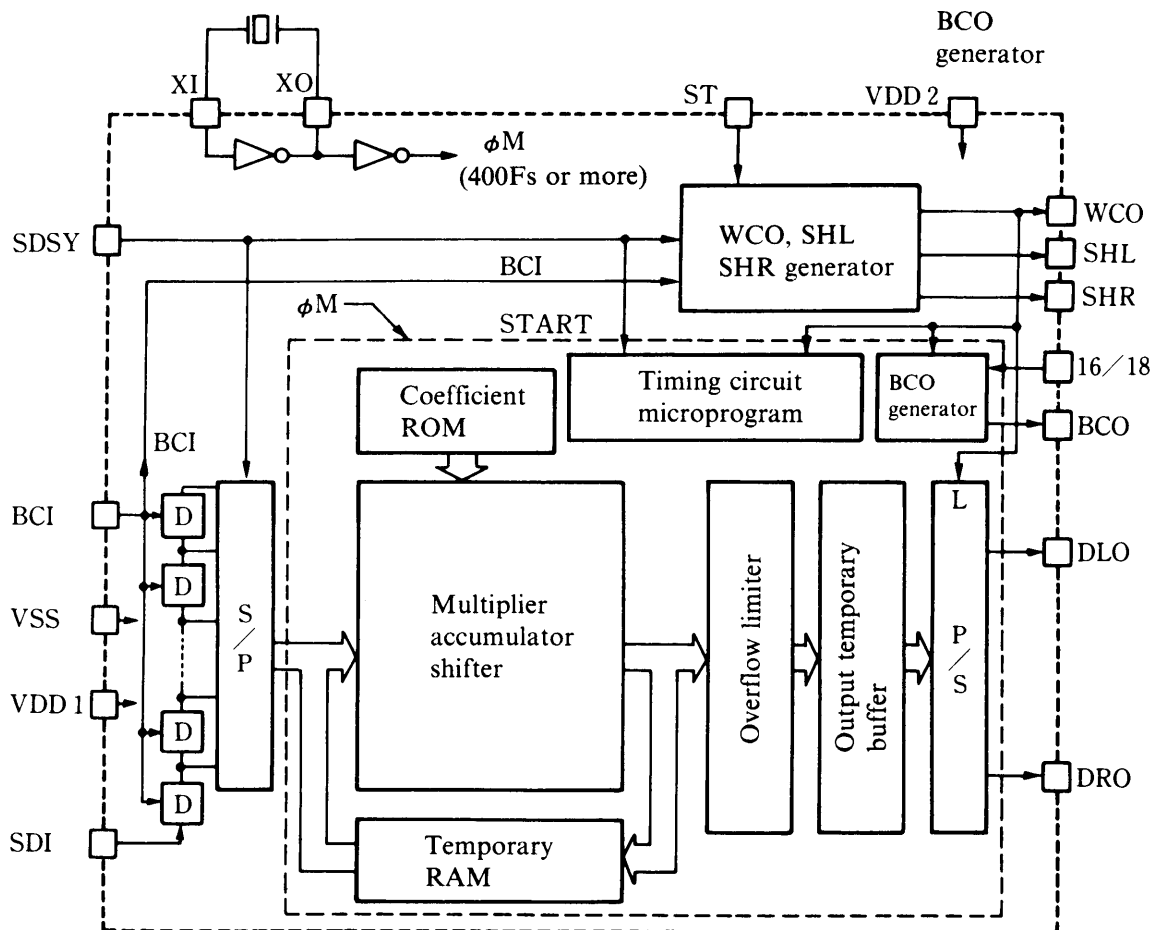 BCO
generator
XI
XO
ST
VDD 2
φM
(400Fs or more)
WCO
SDSY
WCO, SHL
SHR generator
SHL
BCI
SHR
φM
START
16/18
Coefficient
ROM
Timing circuit
microprogram
BCO
generator
BCO
BCI
BCI
D
L
DLO
D
VSS
S/P
Multiplier
accumulator
shifter
Overflow limiter
Output temporary
buffer
P/S
VDD 1
D
DRO
D
SDI
Temporary
RAM